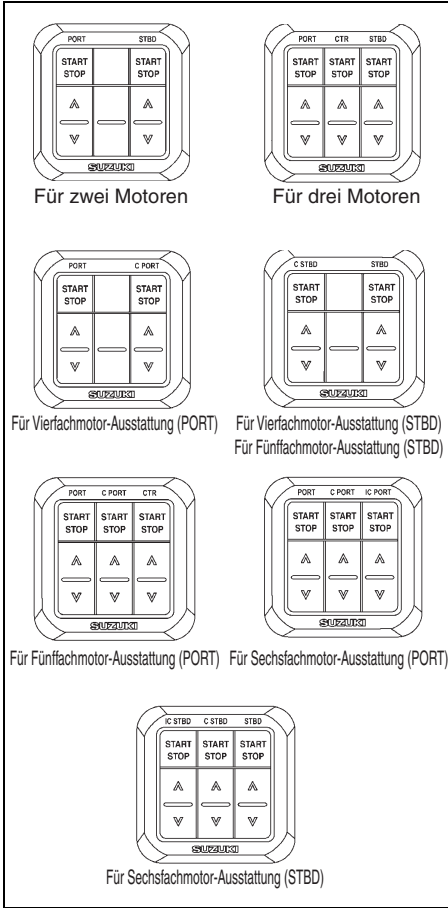 PORT STBD
START START
STOP STOP
SUZUKI
Für zwei Motoren
PORT CTR STBD
START START START
STOP STOP STOP
SUZUKI
Für drei Motoren
PORT C PORT
START START
STOP STOP
SUZUKI
Für Vierfachmotor-Ausstattung (PORT)
C STBD STBD
START START
STOP STOP
SUZUKI
Für Vierfachmotor-Ausstattung (STBD)
Für Fünffachmotor-Ausstattung (STBD)
PORT C PORT CTR
START START START
STOP STOP STOP
SUZUKI
Für Fünffachmotor-Ausstattung (PORT)
PORT C PORT IC PORT
START START START
STOP STOP STOP
SUZUKI
Für Sechsfachmotor-Ausstattung (PORT)
IC STBD C STBD STBD
START START START
STOP STOP STOP
SUZUKI
Für Sechsfachmotor-Ausstattung (STBD)